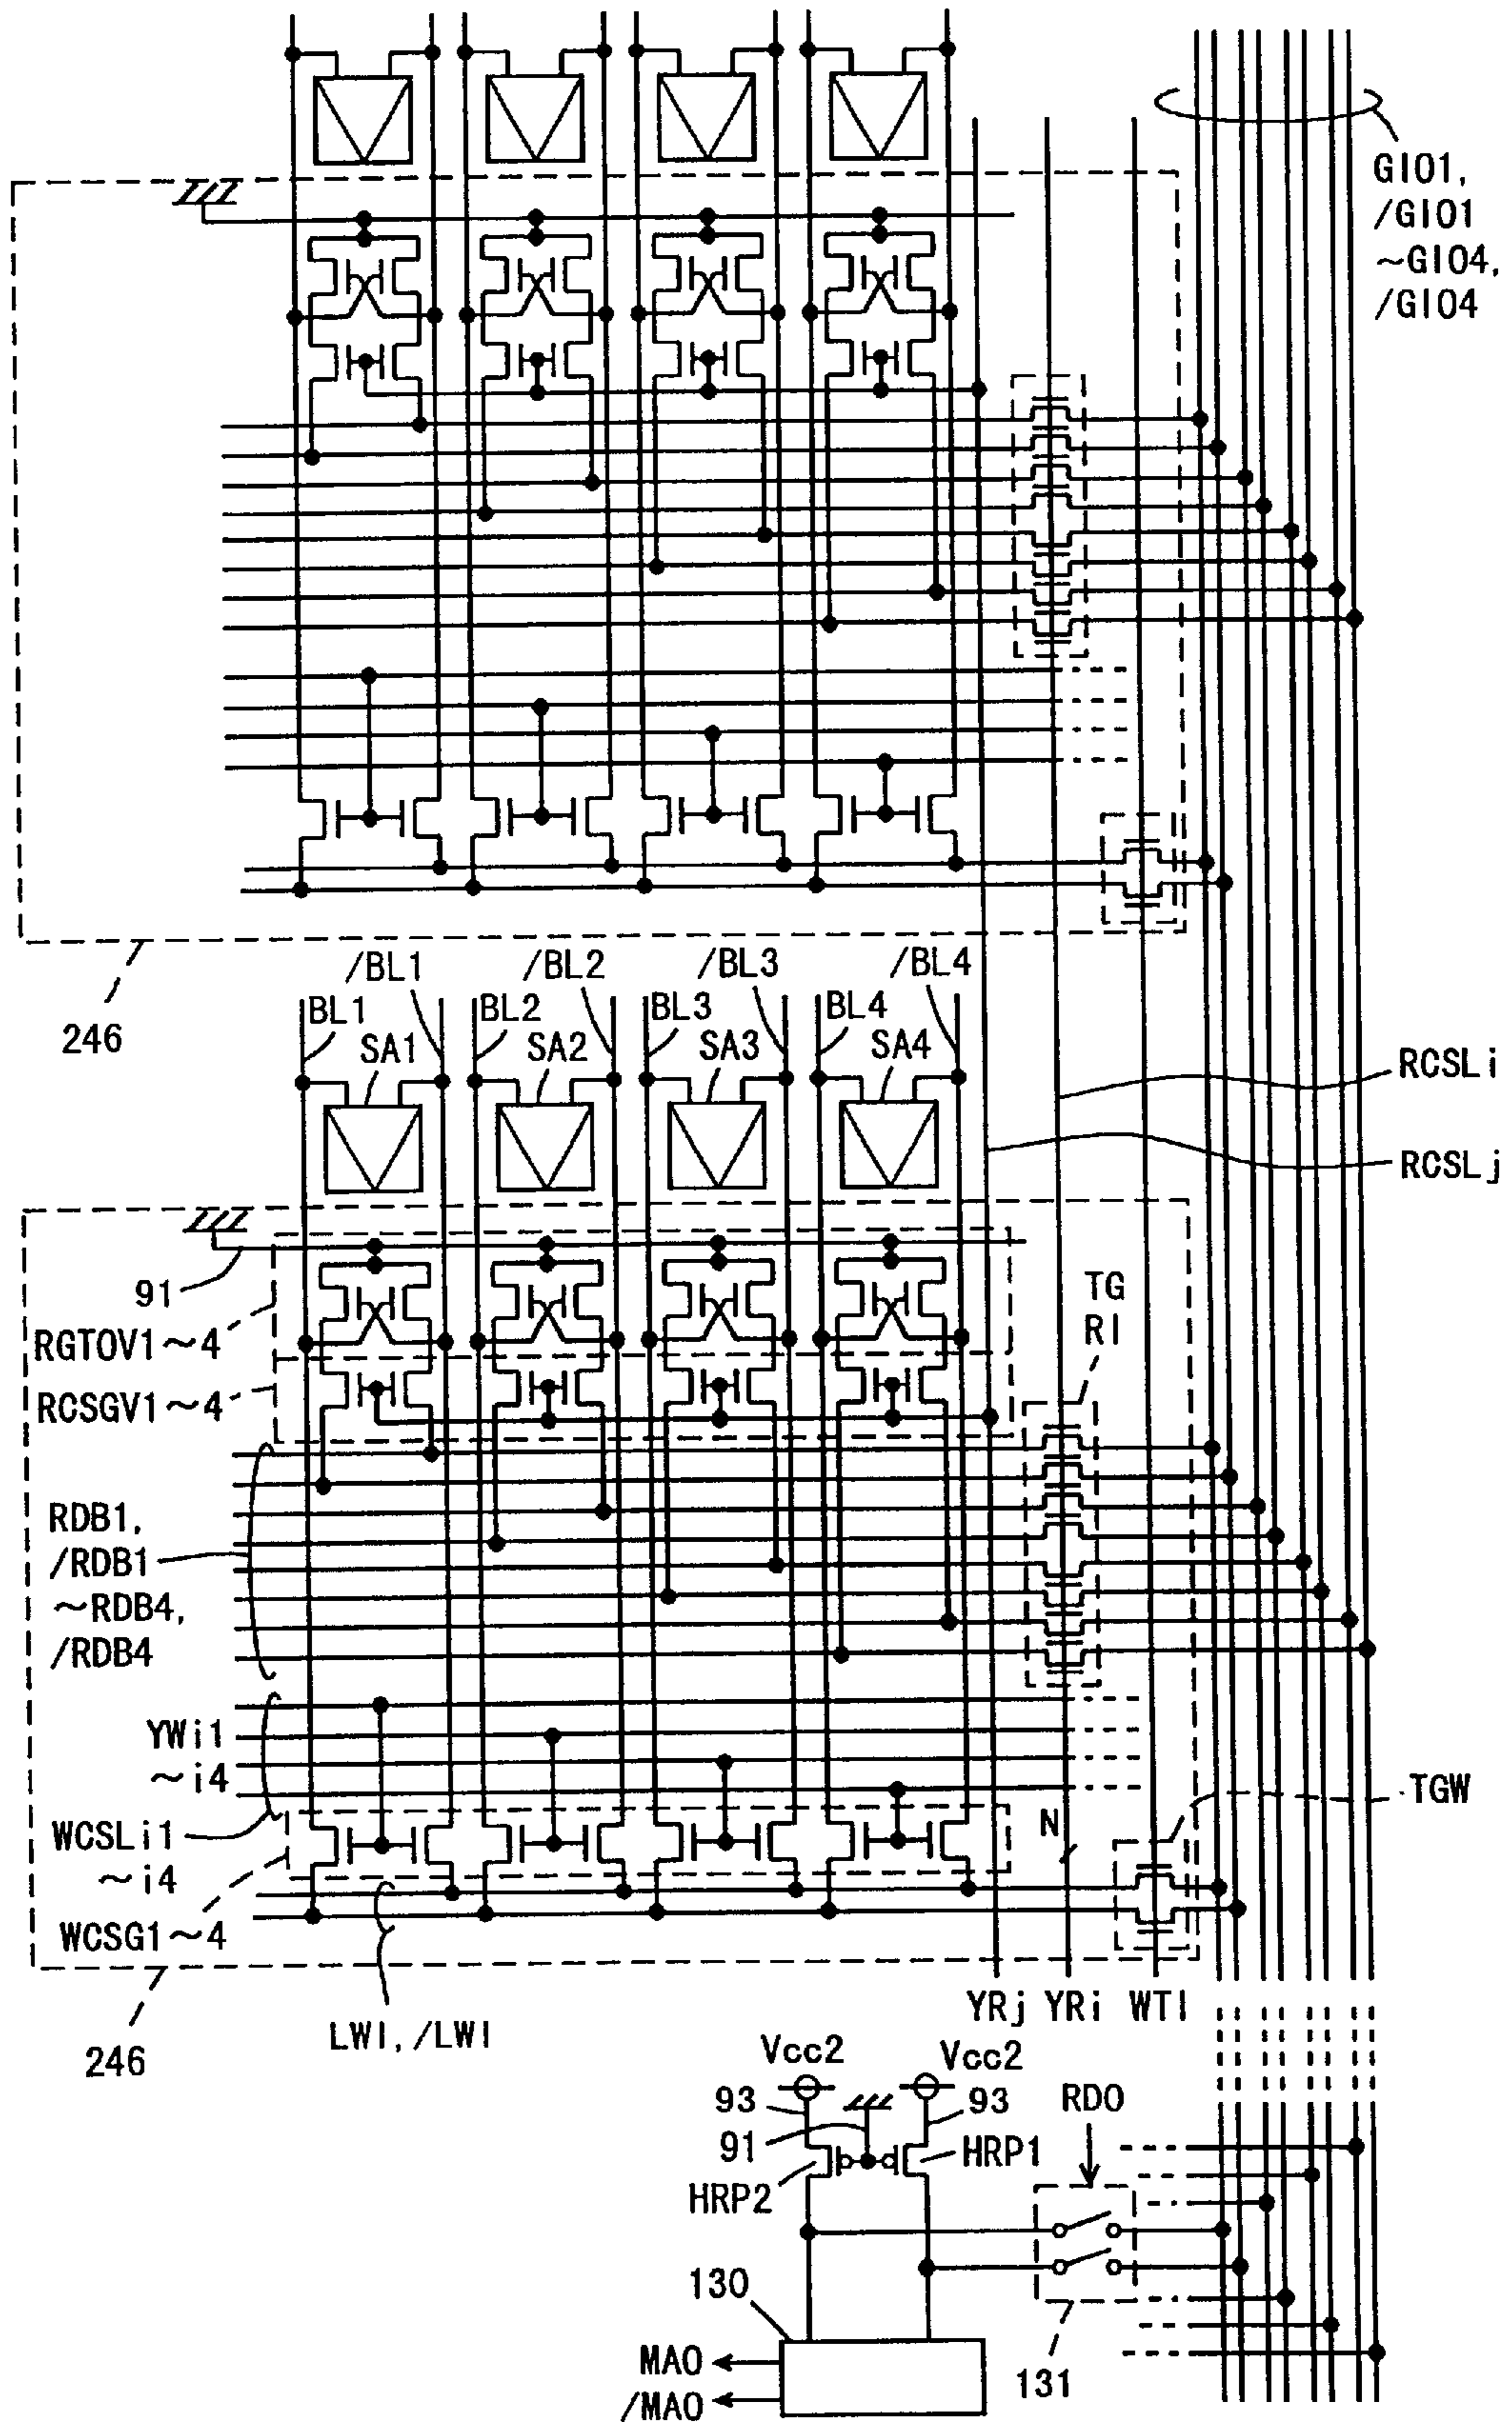 GIO1,
/GIO1
~GIO4,
/GIO4
246
/BL1
/BL2
/BL3
/BL4
BL1
BL2
BL3
BL4
SA1
SA2
SA3
SA4
RCSLi
RCSLj
91
RGTOV1~4
RCSGV1~4
TG
RI
RDB1,
/RDB1
~RDB4,
/RDB4
YWi1
~i4
WCSLi1
~i4
WCSG1~4
N
TGW
246
LWI, /LWI
YRj YRi WTI
Vcc2
Vcc2
93
93
91
RDO
HRP1
HRP2
130
131
MAO
/MAO